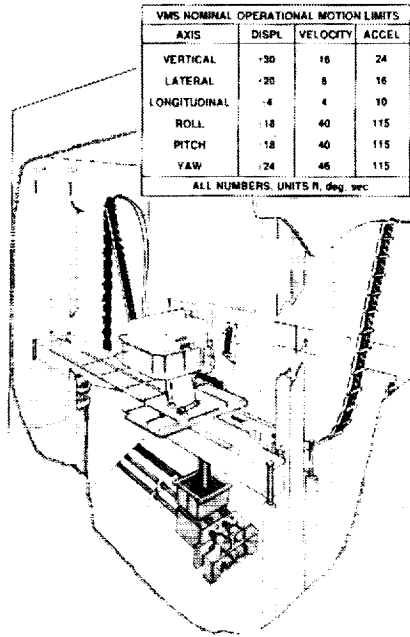 VMS NOMINAL OPERATIONAL MOTION LIMITS
AXIS DISPL VELOCITY ACCEL
VERTICAL ±30 16 24
LATERAL ±20 8 16
LONGITUDINAL ±4 4 10
ROLL ±18 40 115
PITCH ±18 40 115
YAW ±24 46 115
ALL NUMBERS, UNITS ft, deg, sec